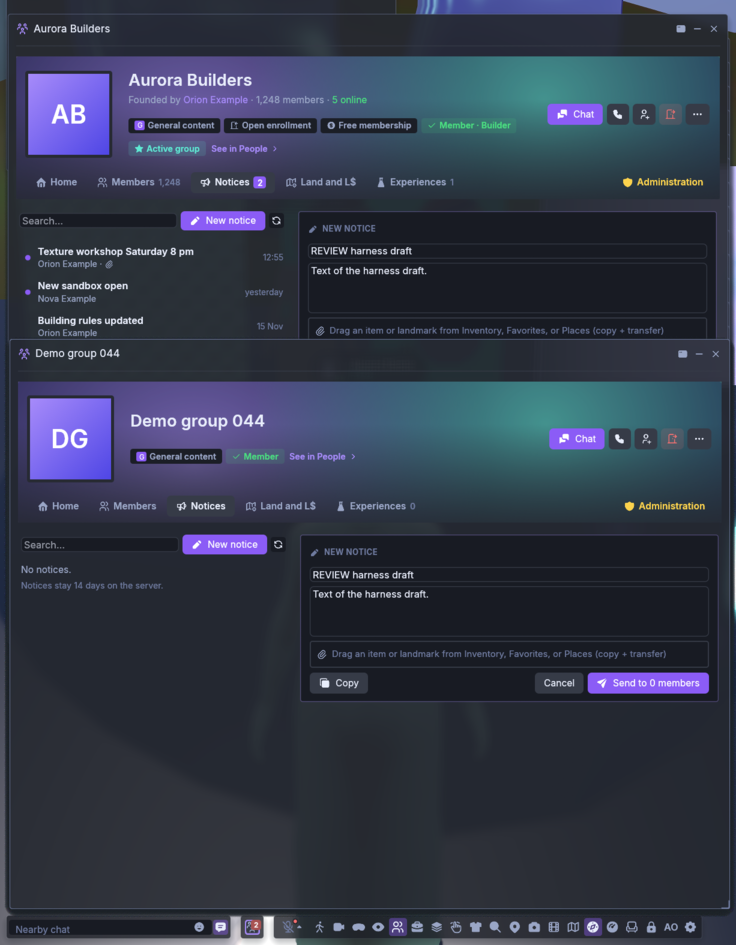 Aurora Builders
AB
Aurora Builders
Founded by Orion Example · 1,248 members · 5 online
G General content
Open enrollment
Free membership
✓ Member · Builder
★ Active group
See in People >
Chat
Home
Members 1,248
Notices 2
Land and L$
Experiences 1
Administration
Search...
New notice
Texture workshop Saturday 8 pm
Orion Example ·
12:55
New sandbox open
Nova Example
yesterday
Building rules updated
Orion Example
15 Nov
NEW NOTICE
REVIEW harness draft
Text of the harness draft.
Drag an item or landmark from Inventory, Favorites, or Places (copy + transfer)
Demo group 044
DG
Demo group 044
G General content
✓ Member
See in People >
Chat
Home
Members
Notices
Land and L$
Experiences 0
Administration
Search...
New notice
No notices.
Notices stay 14 days on the server.
NEW NOTICE
REVIEW harness draft
Text of the harness draft.
Drag an item or landmark from Inventory, Favorites, or Places (copy + transfer)
Copy
Cancel
Send to 0 members
Nearby chat
2
AO